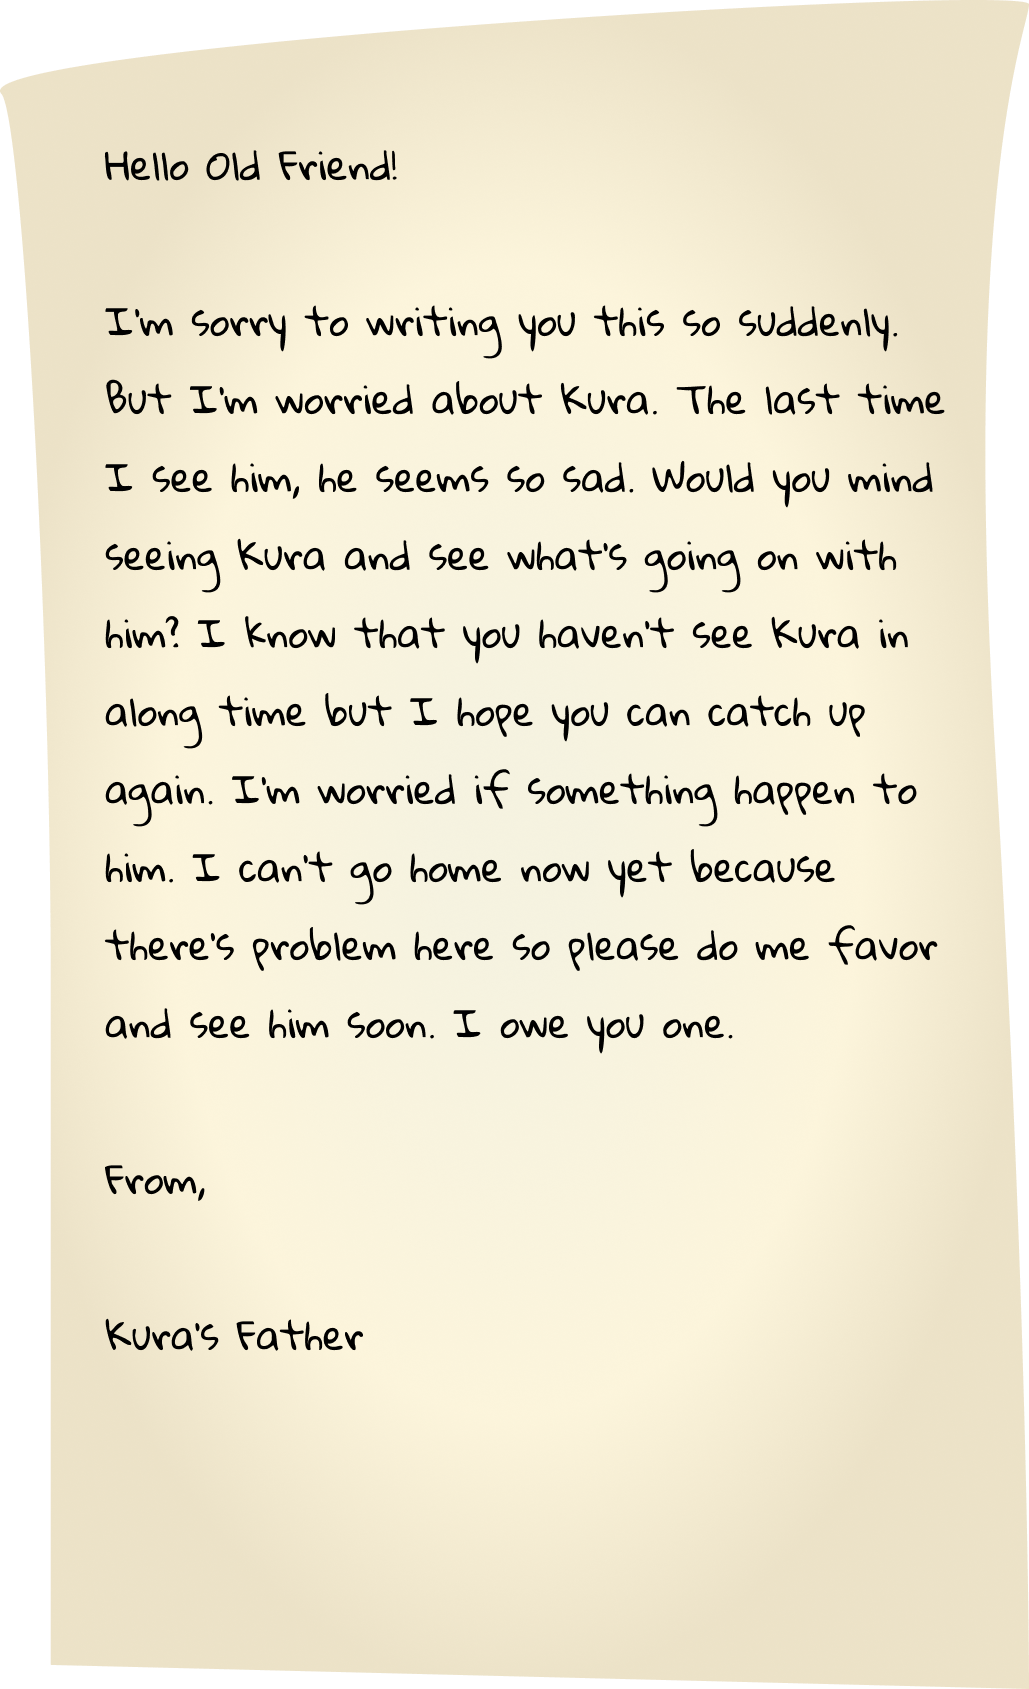 Hello Old Friend!
I'm sorry to writing you this so suddenly.
But I'm worried about Kura. The last time
I see him, he seems so sad. Would you mind
seeing Kura and see what's going on with
him? I know that you haven't see Kura in
along time but I hope you can catch up
again. I'm worried if something happen to
him. I can't go home now yet because
there's problem here so please do me favor
and see him soon. I owe you one.
From,
Kura's Father